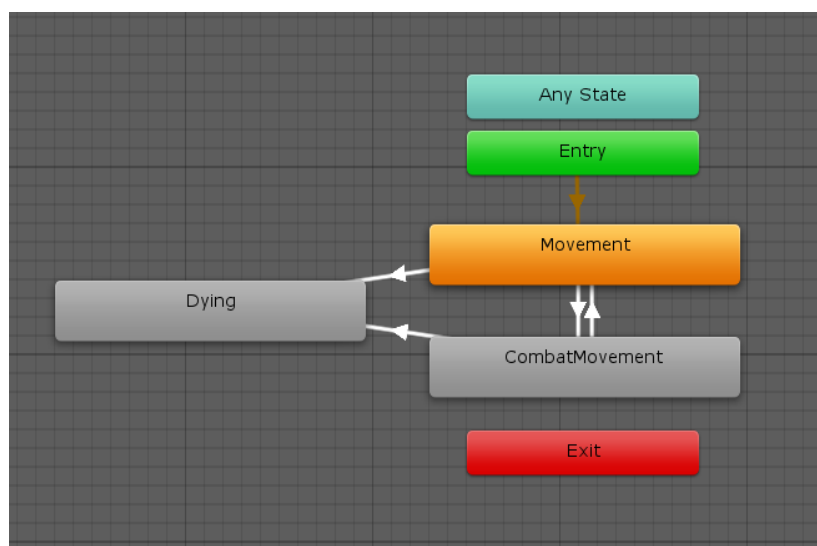 Any State
Entry
Movement
Dying
CombatMovement
Exit